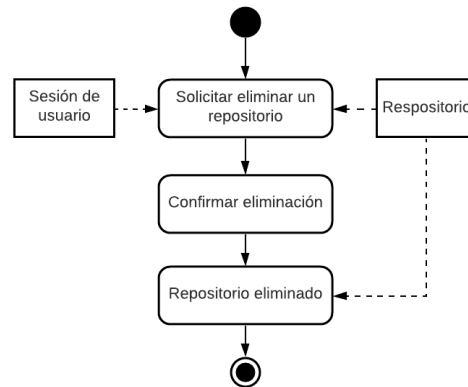 Sesión de
usuario
Solicitar eliminar un
repositorio
Respositorio
Confirmar eliminación
Repositorio eliminado